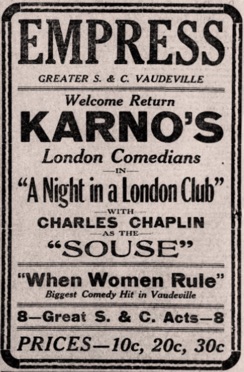 EMPRESS
GREATER S. & C. VAUDEVILLE
Welcome Return
KARNO'S
London Comedians
—IN—
"A Night in a London Club"
—WITH—
CHARLES CHAPLIN
—AS THE—
"SOUSE"
"When Women Rule"
Biggest Comedy Hit in Vaudeville
8—Great S. & C. Acts—8
PRICES—10c, 20c, 30c